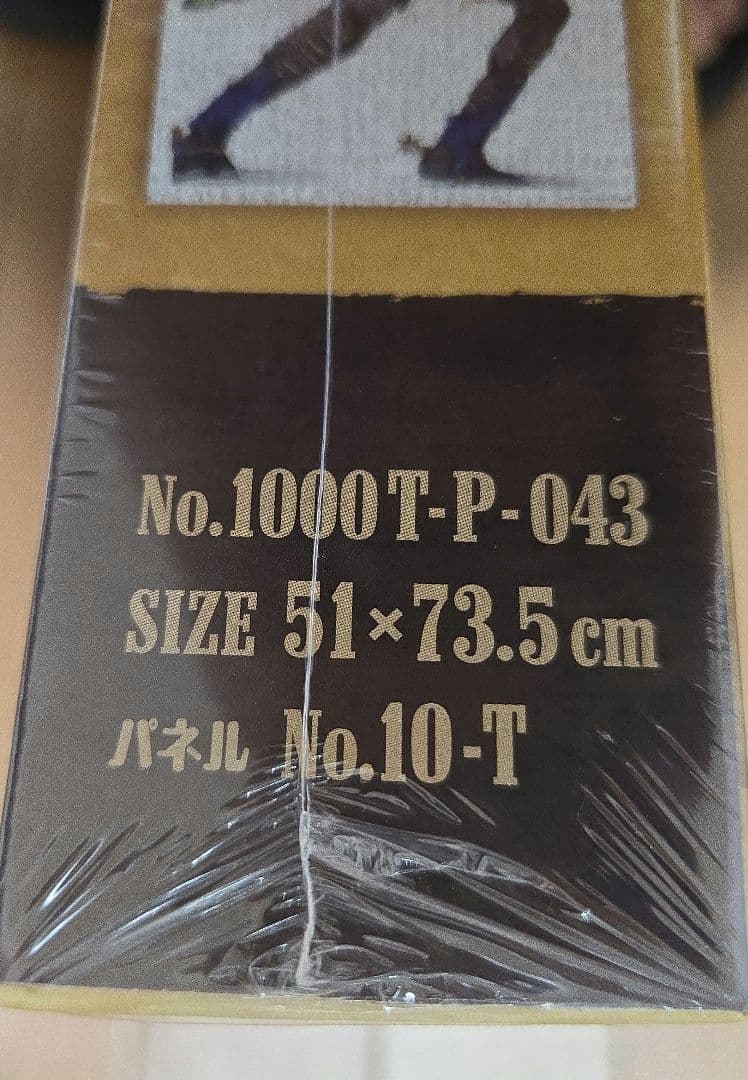 No.1000T-P-043
SIZE 51×73.5cm
パネル No.10-T